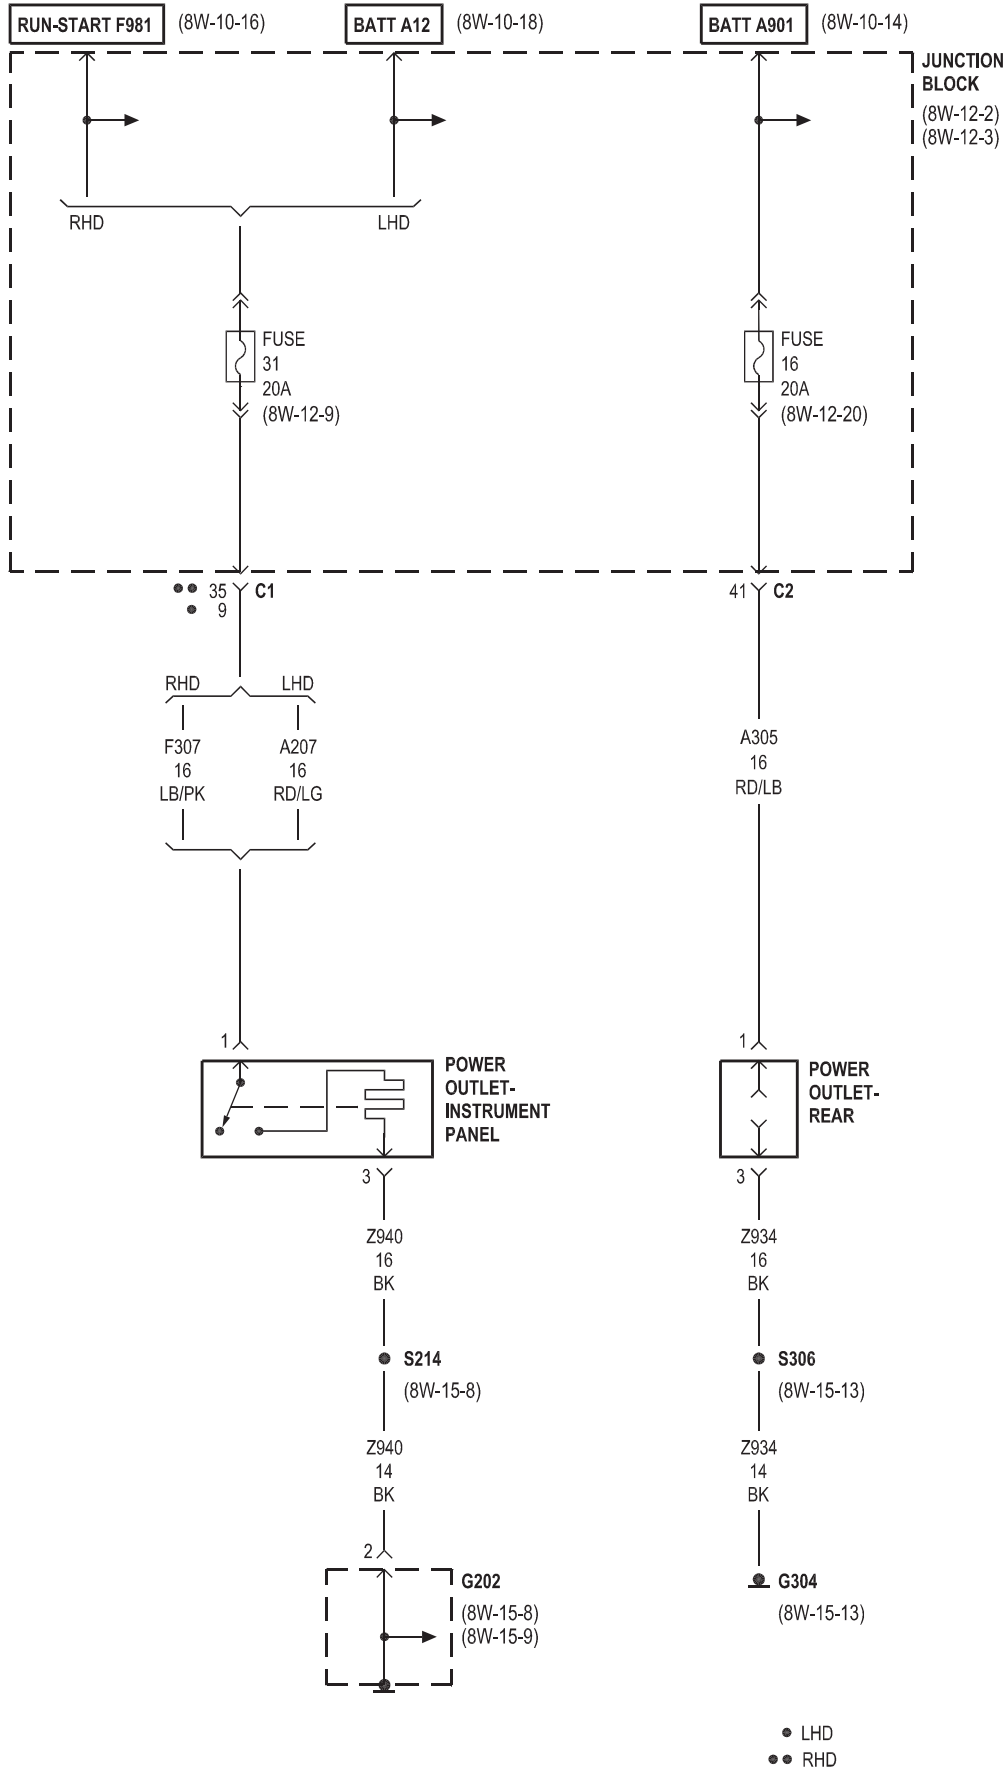 RUN-START F981
(8W-10-16)
BATT A12
(8W-10-18)
BATT A901
(8W-10-14)
JUNCTION
BLOCK
(8W-12-2)
(8W-12-3)
RHD
LHD
FUSE
31
20A
(8W-12-9)
FUSE
16
20A
(8W-12-20)
35
9
C1
41
C2
RHD
LHD
F307
16
LB/PK
A207
16
RD/LG
A305
16
RD/LB
1
POWER
OUTLET-
INSTRUMENT
PANEL
1
POWER
OUTLET-
REAR
3
3
Z940
16
BK
Z934
16
BK
S214
(8W-15-8)
S306
(8W-15-13)
Z940
14
BK
Z934
14
BK
2
G202
(8W-15-8)
(8W-15-9)
G304
(8W-15-13)
LHD
RHD